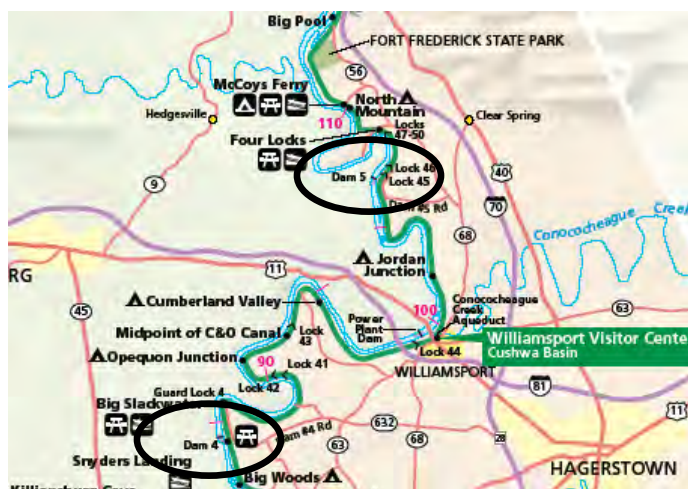 Big Pool
FORT FREDERICK STATE PARK
56
McCoys Ferry
North
Mountain
Hedgesville
110
Locks
47-50
Clear Spring
Four Locks
Lock 46
Lock 45
Dam 5
40
9
Dam #5 Rd
70
68
Conococheague Creek
11
Jordan
Junction
RG
45
Cumberland Valley
100
Conococheague
Creek
Aqueduct
63
Power
Plant
Dam
Midpoint of C&O Canal
Lock
43
Williamsport Visitor Cente
Cushwa Basin
Opequon Junction
90
Lock 41
Lock 44
WILLIAMSPORT
Lock 42
81
Guard Lock 4
Big Slackwa
11
632
Dam #4 Rd
Dam 4
63
68
28
Snyders Landing
HAGERSTOWN
Big Woods